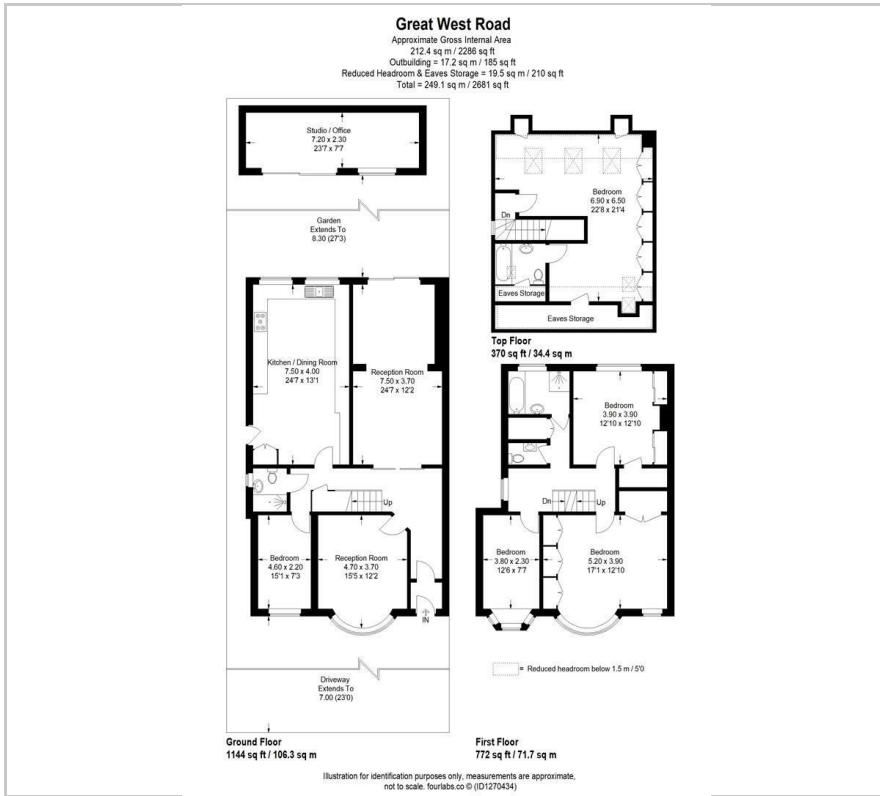 Great West Road
Approximate Gross Internal Area
212.4 sq m / 2286 sq ft
Outbuilding = 17.2 sq m / 185 sq ft
Reduced Headroom & Eaves Storage = 19.5 sq m / 210 sq ft
Total = 249.1 sq m / 2681 sq ft
Studio / Office
7.20 x 2.30
23'7 x 7'7
Garden
Extends To
8.30 (27'3)
Kitchen / Dining Room
7.50 x 4.00
24'7 x 13'1
Reception Room
7.50 x 3.70
24'7 x 12'2
Up
Bedroom
4.60 x 2.20
15'1 x 7'3
Reception Room
4.70 x 3.70
15'5 x 12'2
IN
Driveway
Extends To
7.00 (23'0)
Ground Floor
1144 sq ft / 106.3 sq m
Bedroom
6.90 x 6.50
22'8 x 21'4
Dn
Eaves Storage
Eaves Storage
Top Floor
370 sq ft / 34.4 sq m
Bedroom
3.90 x 3.90
12'10 x 12'10
Dn
Up
Bedroom
3.80 x 2.30
12'6 x 7'7
Bedroom
5.20 x 3.90
17'1 x 12'10
= Reduced headroom below 1.5 m / 5'0
First Floor
772 sq ft / 71.7 sq m
Illustration for identification purposes only, measurements are approximate,
not to scale. fourlabs.co © (ID1270434)